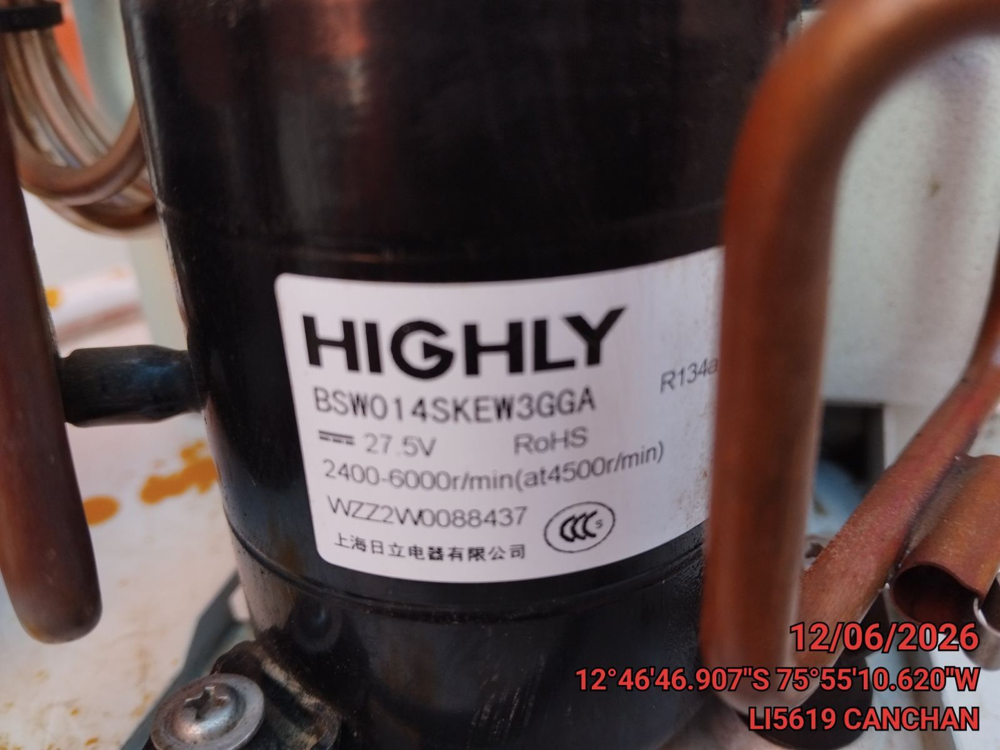 HIGHLY
BSW014SKEW3GGA
R134a
27.5V RoHS
2400-6000r/min(at4500r/min)
WZZ2W0088437
CCC S
上海日立电器有限公司
12/06/2026
12°46'46.907"S 75°55'10.620"W
LI5619 CANCHAN